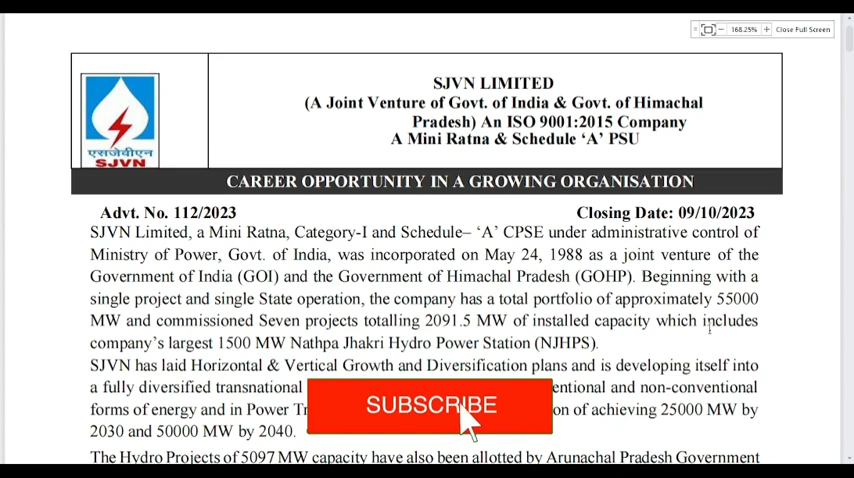 168.25%
Close Full Screen
SJVN LIMITED
(A Joint Venture of Govt. of India & Govt. of Himachal
Pradesh) An ISO 9001:2015 Company
A Mini Ratna & Schedule ‘A’ PSU
एसजेवीएन
SJVN
CAREER OPPORTUNITY IN A GROWING ORGANISATION
Advt. No. 112/2023 Closing Date: 09/10/2023
SJVN Limited, a Mini Ratna, Category-I and Schedule– ‘A’ CPSE under administrative control of
Ministry of Power, Govt. of India, was incorporated on May 24, 1988 as a joint venture of the
Government of India (GOI) and the Government of Himachal Pradesh (GOHP). Beginning with a
single project and single State operation, the company has a total portfolio of approximately 55000
MW and commissioned Seven projects totalling 2091.5 MW of installed capacity which includes
company’s largest 1500 MW Nathpa Jhakri Hydro Power Station (NJHPS).
SJVN has laid Horizontal & Vertical Growth and Diversification plans and is developing itself into
a fully diversified transnational entional and non-conventional
forms of energy and in Power Tr on of achieving 25000 MW by
SUBSCRIBE
2030 and 50000 MW by 2040.
The Hydro Projects of 5097 MW capacity have also been allotted by Arunachal Pradesh Government